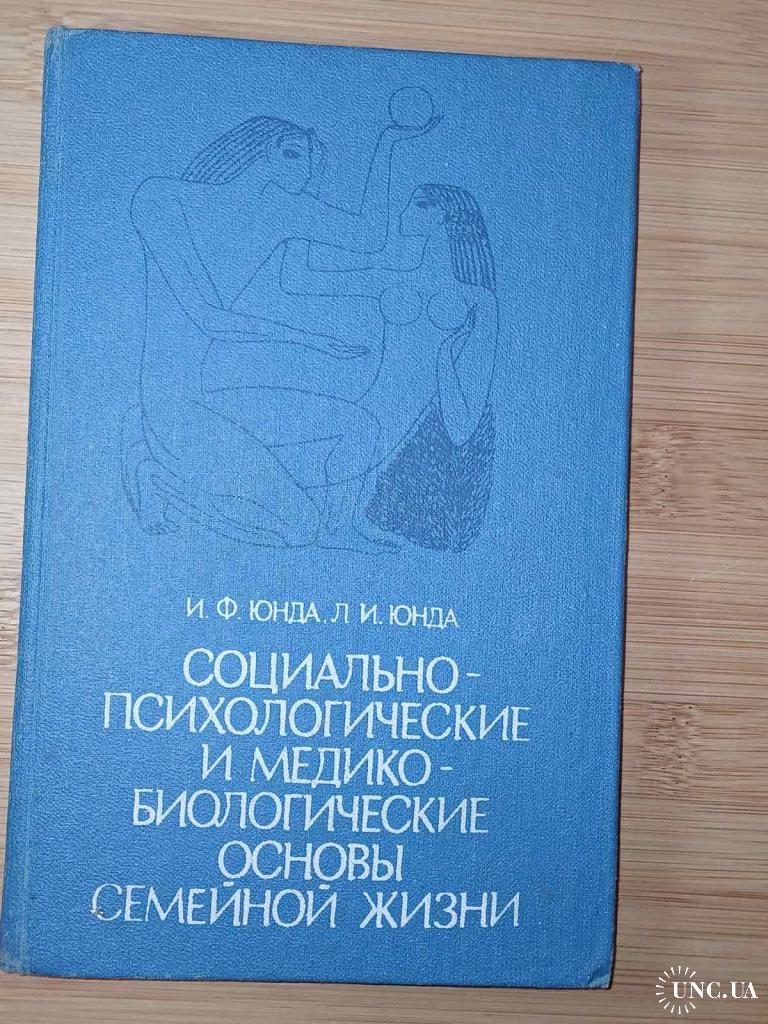 И. Ф. ЮНДА, Л И. ЮНДА
СОЦИАЛЬНО-
ПСИХОЛОГИЧЕСКИЕ
И МЕДИКО-
БИОЛОГИЧЕСКИЕ
ОСНОВЫ
СЕМЕЙНОЙ ЖИЗНИ
UNC.UA